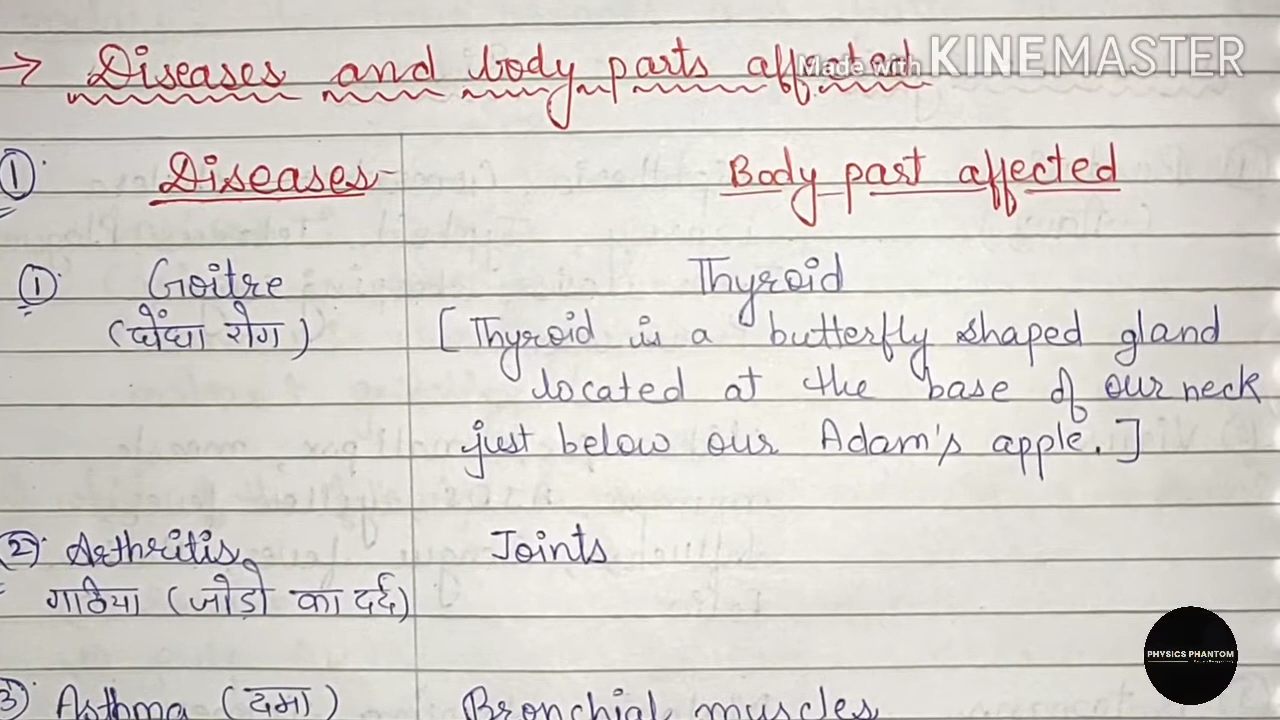 → Diseases and body parts affected
Made with KINEMASTER
① Diseases- Body part affected
① Goitre Thyroid
(घेंघा रोग) [Thyroid is a butterfly shaped gland
located at the base of our neck
just below our Adam's apple.]
② Arthritis Joints
गठिया (जोड़ो का दर्द)
③ Asthma (दमा) Bronchial muscles
PHYSICS PHANTOM